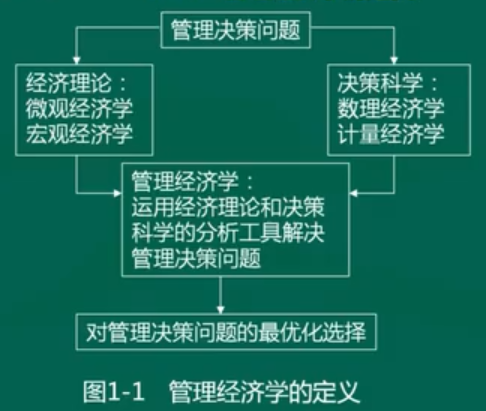 管理决策问题
经济理论：
微观经济学
宏观经济学
决策科学：
数理经济学
计量经济学
管理经济学：
运用经济理论和决策
科学的分析工具解决
管理决策问题
对管理决策问题的最优化选择
图1-1 管理经济学的定义